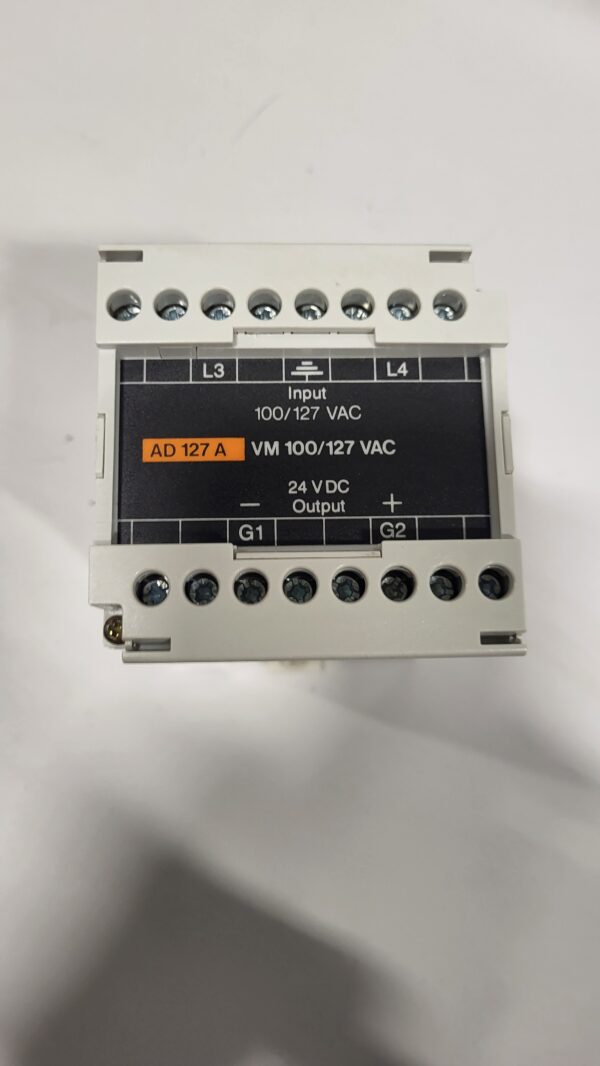 L3 L4
Input
100/127 VAC
AD 127 A VM 100/127 VAC
24 V DC
− Output +
G1 G2